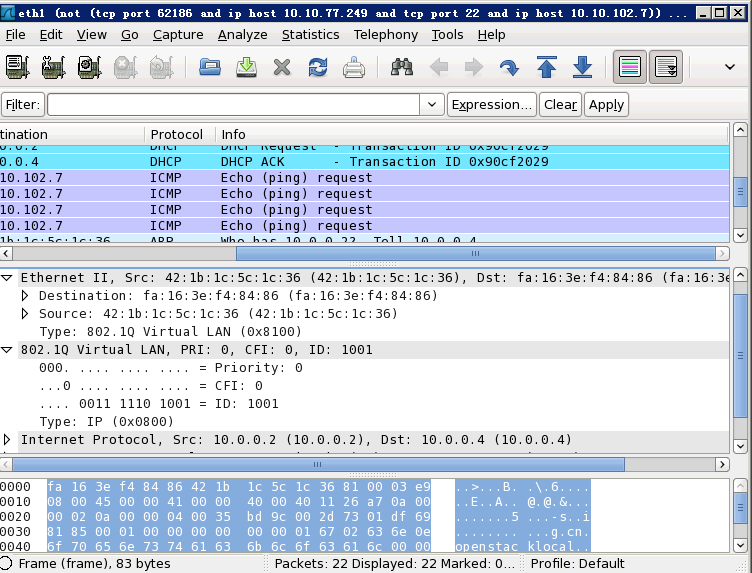 eth1 (not (tcp port 62186 and ip host 10.10.77.249 and tcp port 22 and ip host 10.10.102.7)) ...
File Edit View Go Capture Analyze Statistics Telephony Tools Help
Filter: Expression... Clear Apply
tination Protocol Info
0.0.2 DHCP DHCP Request - Transaction ID 0x90cf2029
0.0.4 DHCP DHCP ACK - Transaction ID 0x90cf2029
10.102.7 ICMP Echo (ping) request
10.102.7 ICMP Echo (ping) request
10.102.7 ICMP Echo (ping) request
10.102.7 ICMP Echo (ping) request
1b:1c:5c:1c:36 ARP Who has 10.0.0.22 Tell 10.0.0.4
Ethernet II, Src: 42:1b:1c:5c:1c:36 (42:1b:1c:5c:1c:36), Dst: fa:16:3e:f4:84:86 (fa:16:3e
Destination: fa:16:3e:f4:84:86 (fa:16:3e:f4:84:86)
Source: 42:1b:1c:5c:1c:36 (42:1b:1c:5c:1c:36)
Type: 802.1Q Virtual LAN (0x8100)
802.1Q Virtual LAN, PRI: 0, CFI: 0, ID: 1001
000. .... .... .... = Priority: 0
...0 .... .... .... = CFI: 0
.... 0011 1110 1001 = ID: 1001
Type: IP (0x0800)
Internet Protocol, Src: 10.0.0.2 (10.0.0.2), Dst: 10.0.0.4 (10.0.0.4)
0000 fa 16 3e f4 84 86 42 1b 1c 5c 1c 36 81 00 03 e9 ..>...B. .\.6....
0010 08 00 45 00 00 41 00 00 40 00 40 11 26 a7 0a 00 ..E..A.. @.@.&...
0020 00 02 0a 00 00 04 00 35 bd 9c 00 2d 73 01 df 69 .......5 ...-s..i
0030 81 85 00 01 00 00 00 00 00 00 01 67 02 63 6e 0e ........ ...g.cn.
0040 6f 70 65 6e 73 74 61 63 6b 6c 6f 63 61 6c 00 00 openstac klocal..
Frame (frame), 83 bytes Packets: 22 Displayed: 22 Marked: 0... Profile: Default